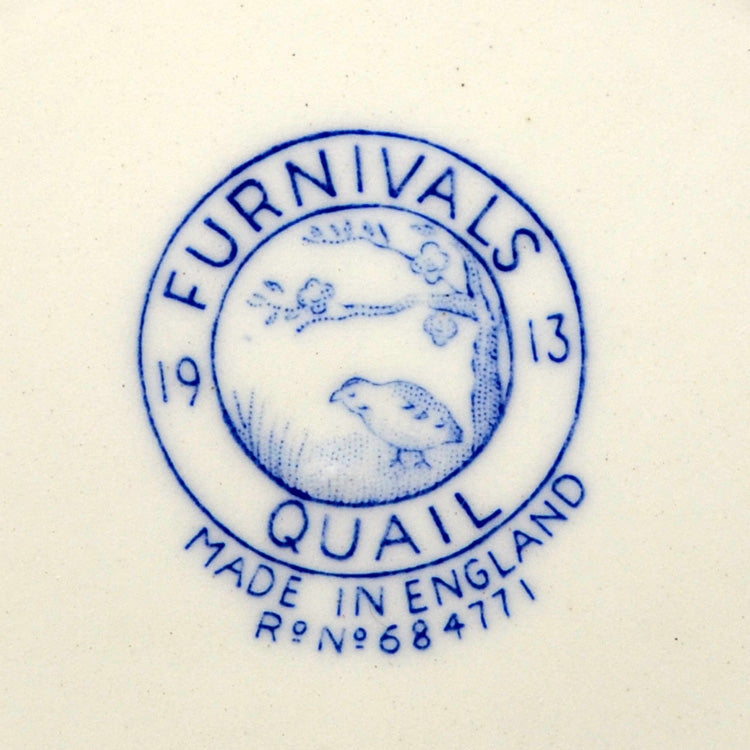 FURNIVALS
19 13
QUAIL
MADE IN ENGLAND
Rº Nº 684771